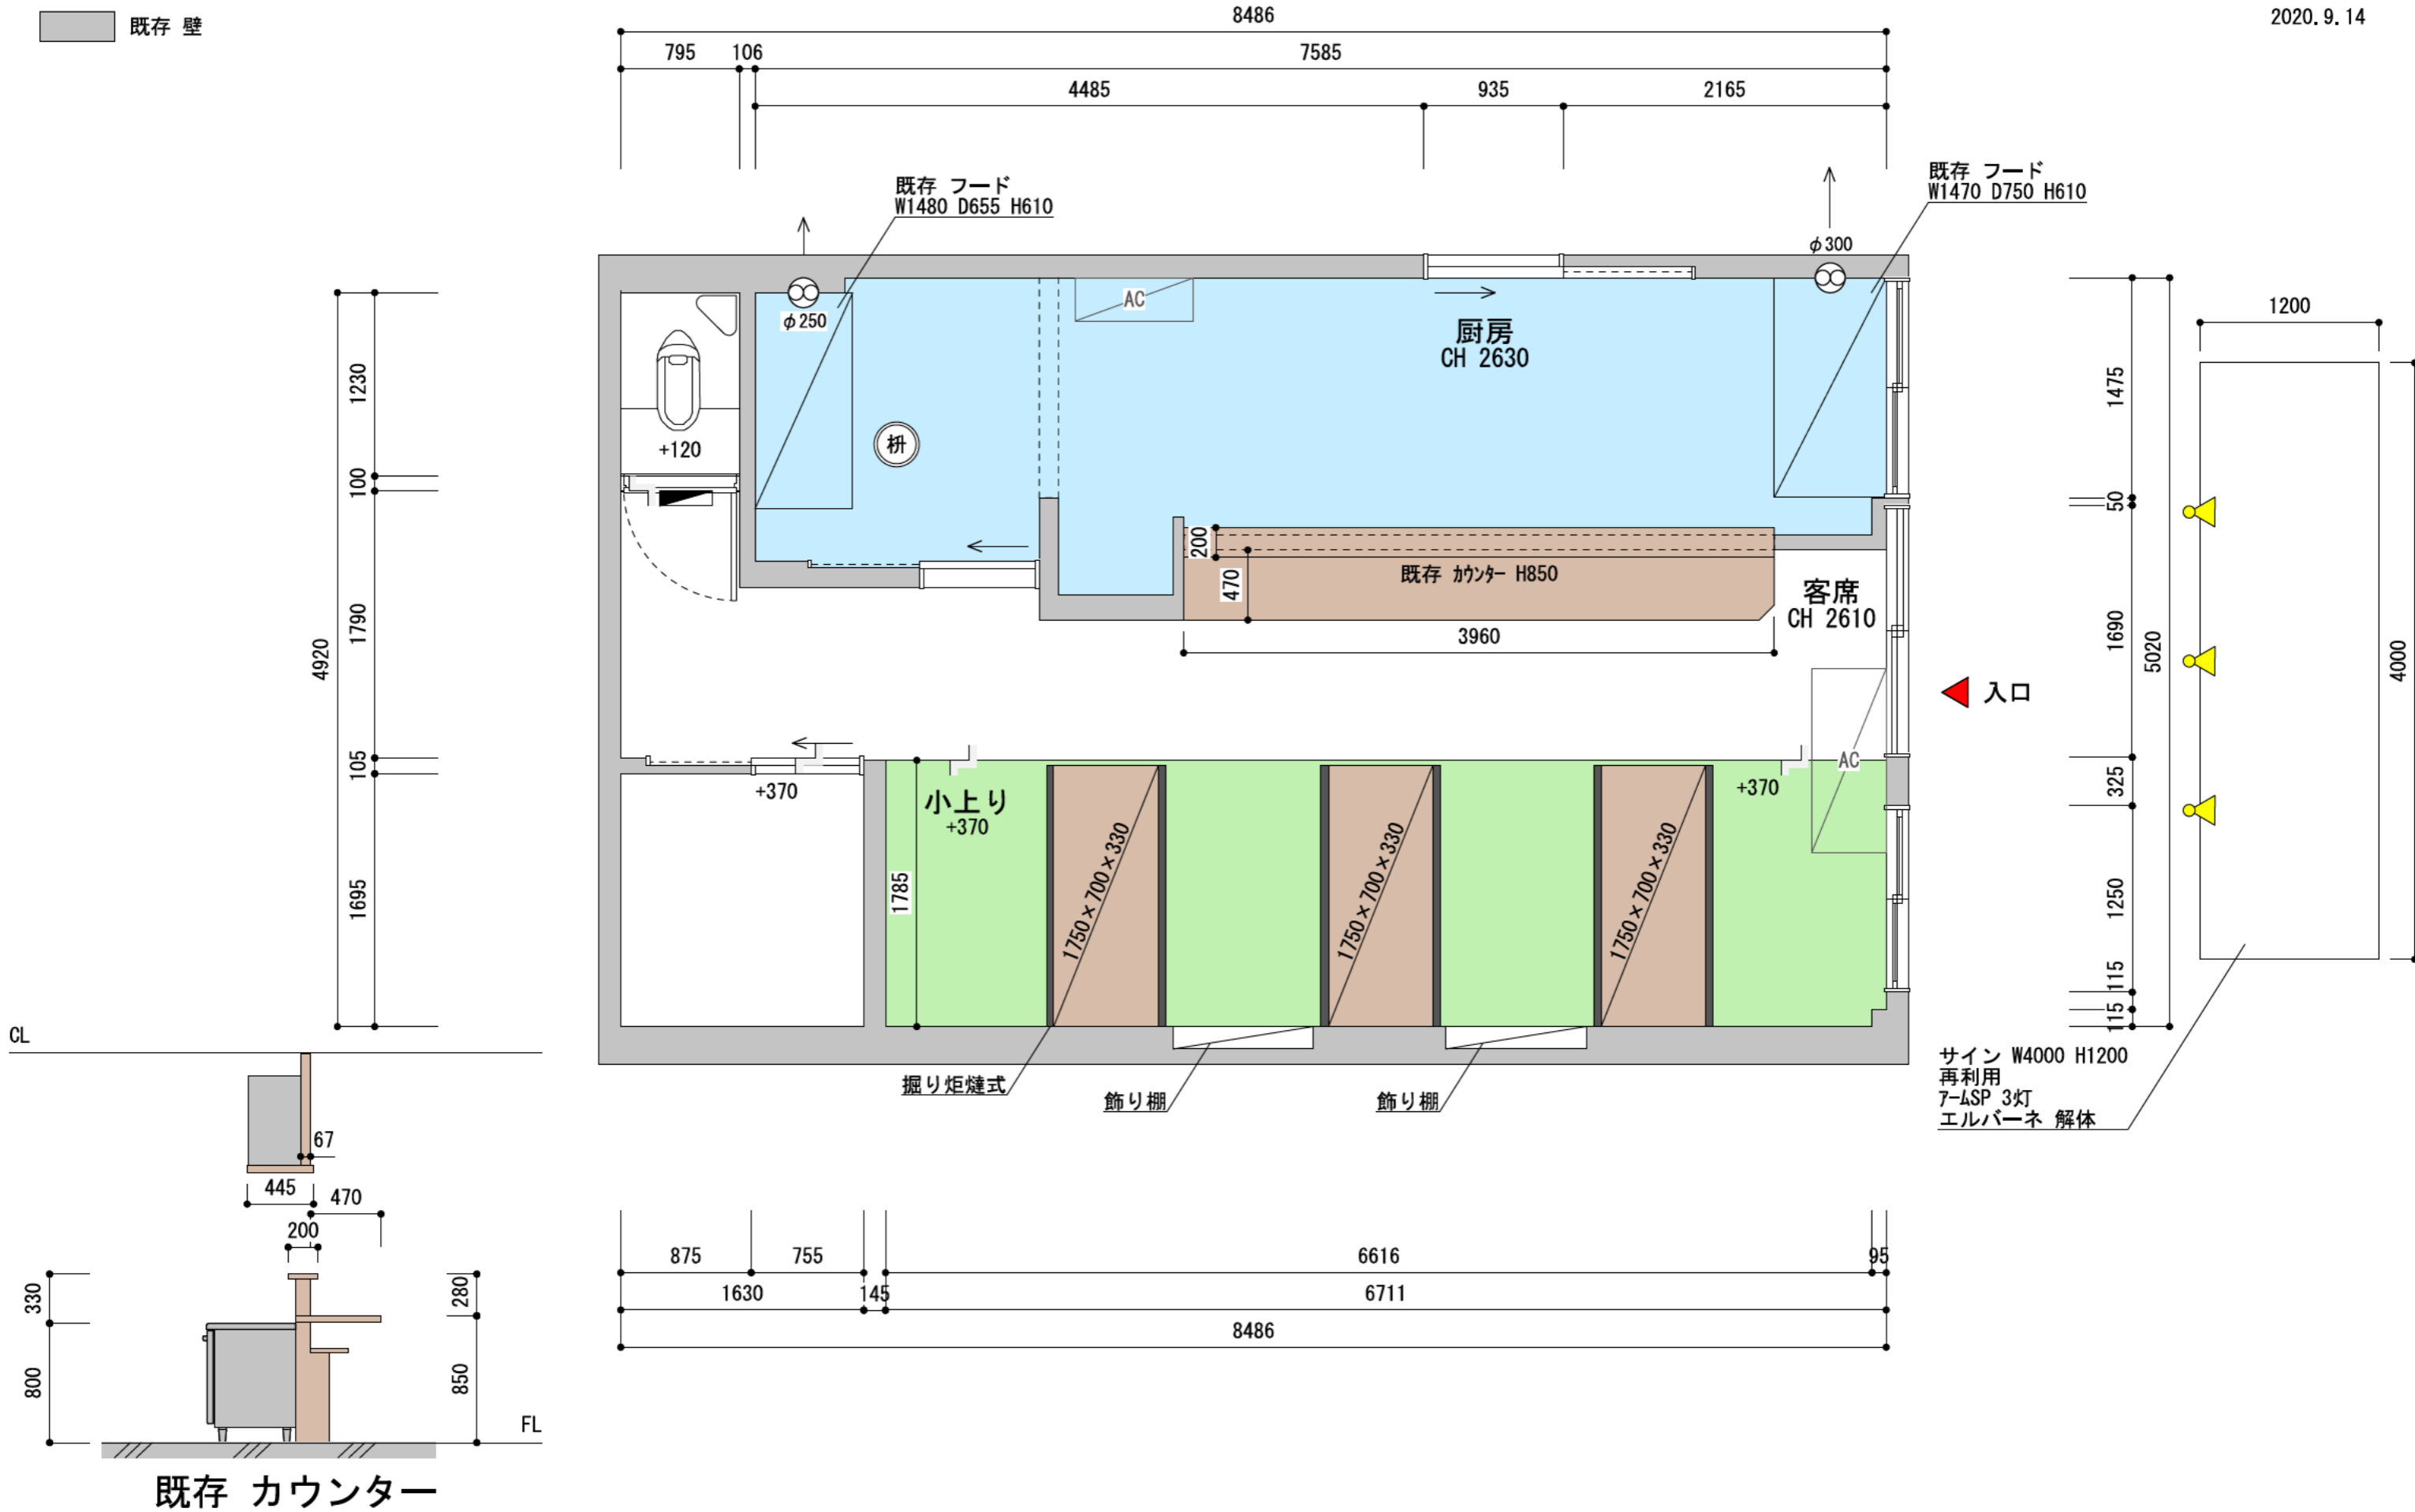 既存 壁
2020.9.14
8486
795
106
7585
4485
935
2165
既存 フード
W1480 D655 H610
既存 フード
W1470 D750 H610
φ300
φ250
AC
厨房
CH 2630
枡
+120
200
470
既存 カウンター H850
3960
客席
CH 2610
入口
AC
+370
小上り
+370
+370
1785
1750×700×330
1750×700×330
1750×700×330
掘り炬燵式
飾り棚
飾り棚
1230
100
1790
105
1695
4920
1475
50
1690
325
1250
115
115
5020
1200
4000
サイン W4000 H1200
再利用
アームSP 3灯
エルバーネ 解体
875
755
6616
95
1630
145
6711
8486
CL
67
445
470
200
330
800
280
850
FL
既存 カウンター